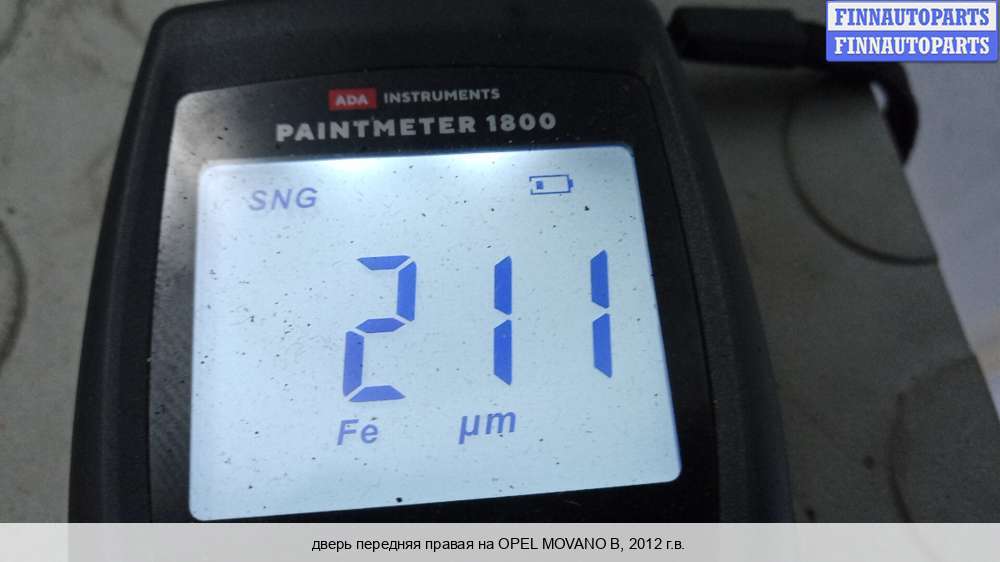 FINNAUTOPARTS
FINNAUTOPARTS
ADA INSTRUMENTS
PAINTMETER 1800
SNG
211
Fe µm
дверь передняя правая на OPEL MOVANO B, 2012 г.в.